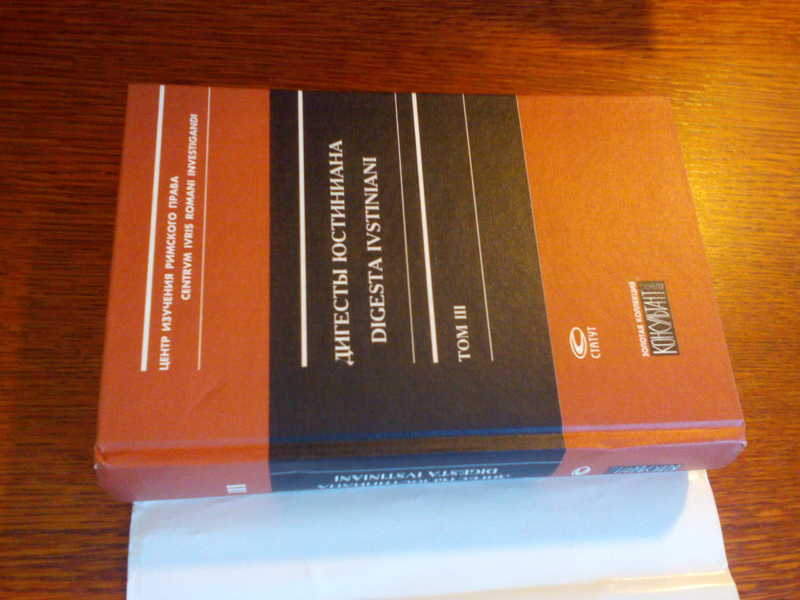 ЦЕНТР ИЗУЧЕНИЯ РИМСКОГО ПРАВА
CENTRVM IVRIS ROMANI INVESTIGANDI
ДИГЕСТЫ ЮСТИНИАНА
DIGESTA IVSTINIANI
ТОМ III
СТАТУТ
ЗОЛОТАЯ КОЛЛЕКЦИЯ
КОНСУЛЬТАНТ
III
DIGESTA IVSTINIANI